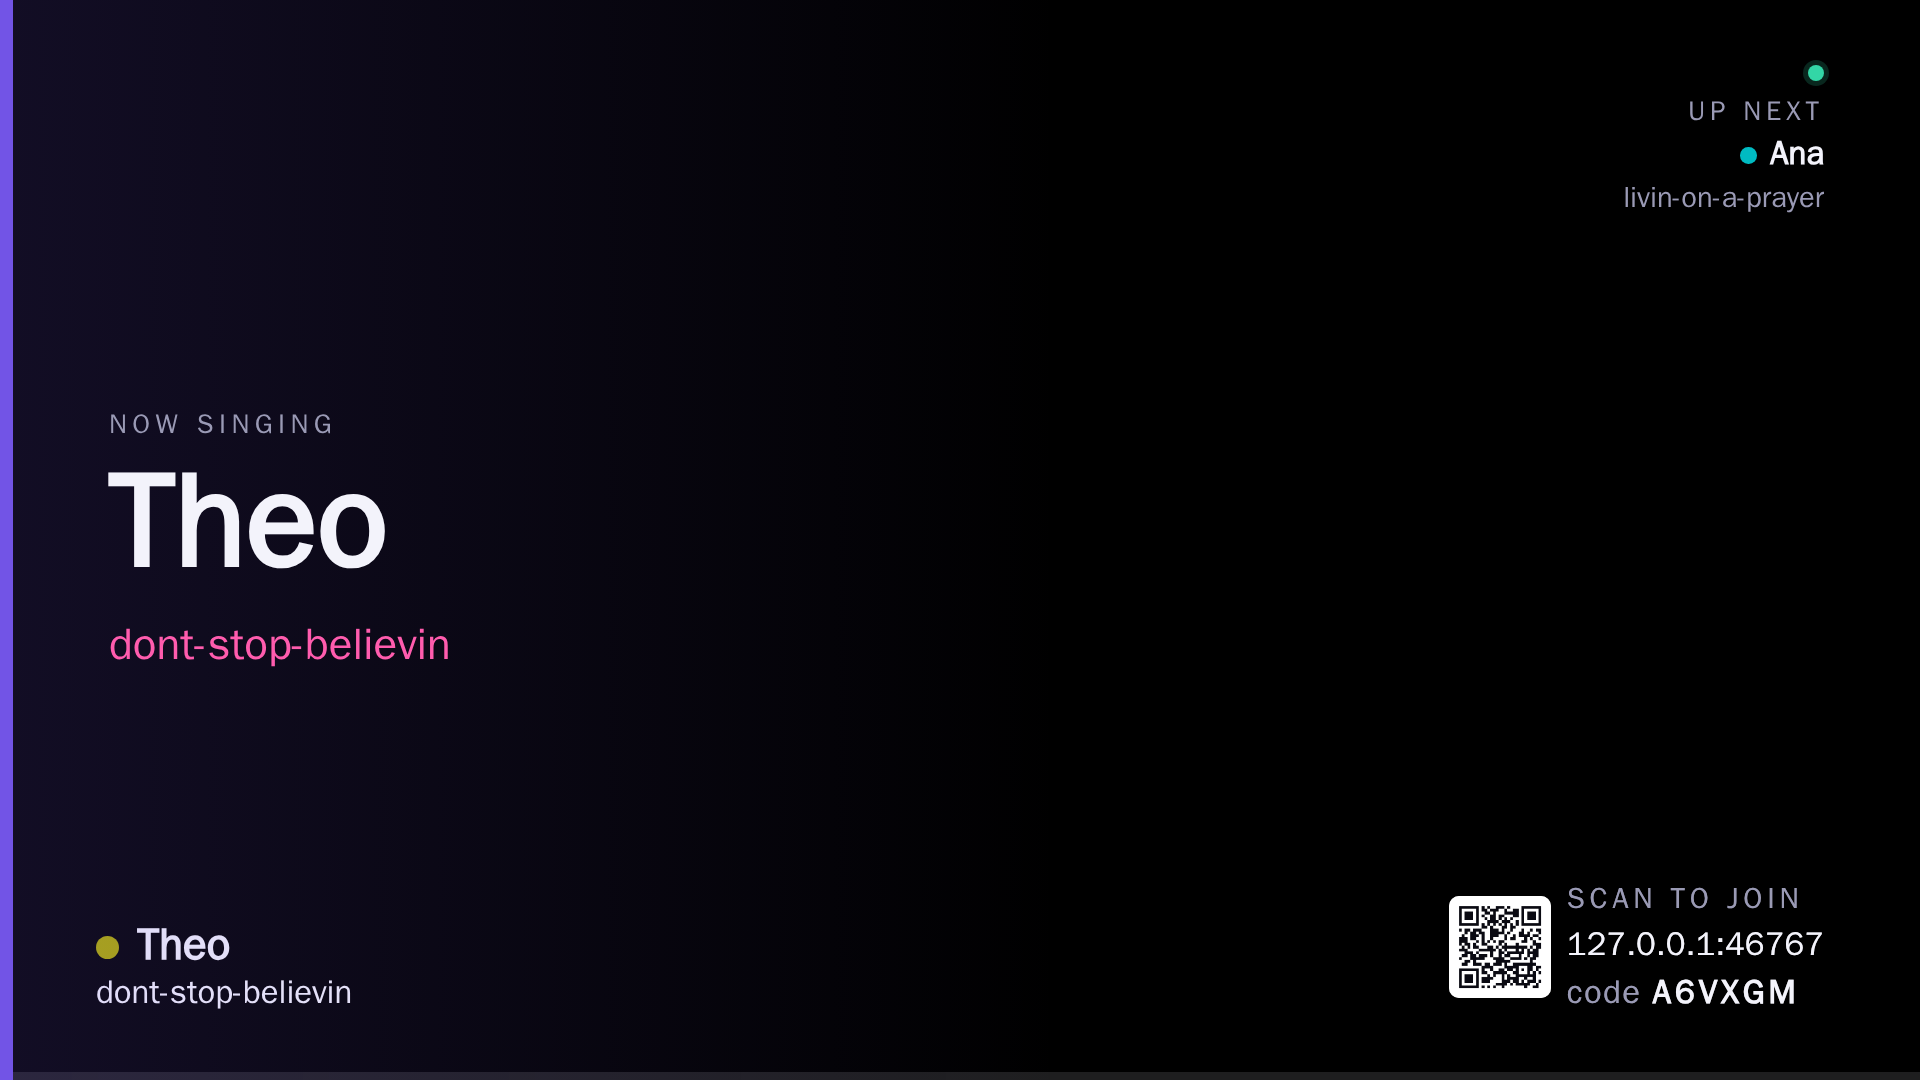 UP NEXT
Ana
livin-on-a-prayer
NOW SINGING
Theo
dont-stop-believin
Theo
dont-stop-believin
SCAN TO JOIN
127.0.0.1:46767
code A6VXGM